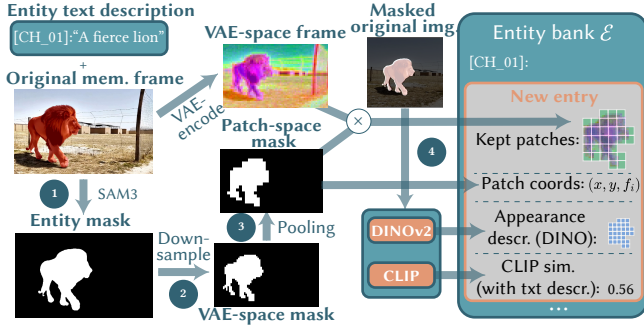 Entity text description
[CH_01]:“A fierce lion”
+
Original mem. frame
1
SAM3
Entity mask
Down-
sample
2
VAE-
encode
VAE-space frame
Patch-space
mask
3
Pooling
VAE-space mask
Masked
original img.
×
4
DINOv2
CLIP
Entity bank ℰ
[CH_01]:
New entry
Kept patches:
Patch coords: (x, y, fᵢ)
Appearance
descr. (DINO):
CLIP sim.
(with txt descr.): 0.56
...